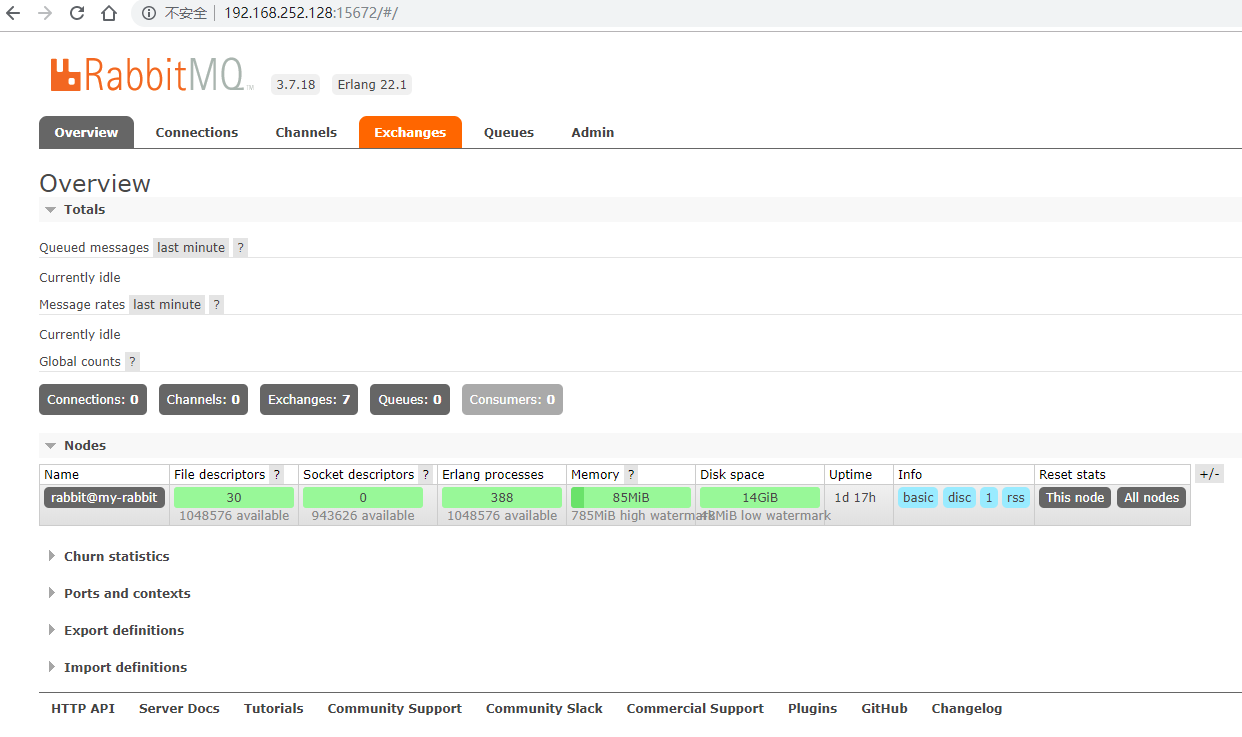 不安全 192.168.252.128:15672/#/
RabbitMQ TM 3.7.18 Erlang 22.1
Overview Connections Channels Exchanges Queues Admin
Overview
Totals
Queued messages last minute ?
Currently idle
Message rates last minute ?
Currently idle
Global counts ?
Connections: 0 Channels: 0 Exchanges: 7 Queues: 0 Consumers: 0
Nodes
Name File descriptors ? Socket descriptors ? Erlang processes Memory ? Disk space Uptime Info Reset stats +/-
rabbit@my-rabbit 30 0 388 85MiB 14GiB 1d 17h basic disc 1 rss This node All nodes
1048576 available 943626 available 1048576 available 785MiB high watermark 48MiB low watermark
Churn statistics
Ports and contexts
Export definitions
Import definitions
HTTP API Server Docs Tutorials Community Support Community Slack Commercial Support Plugins GitHub Changelog